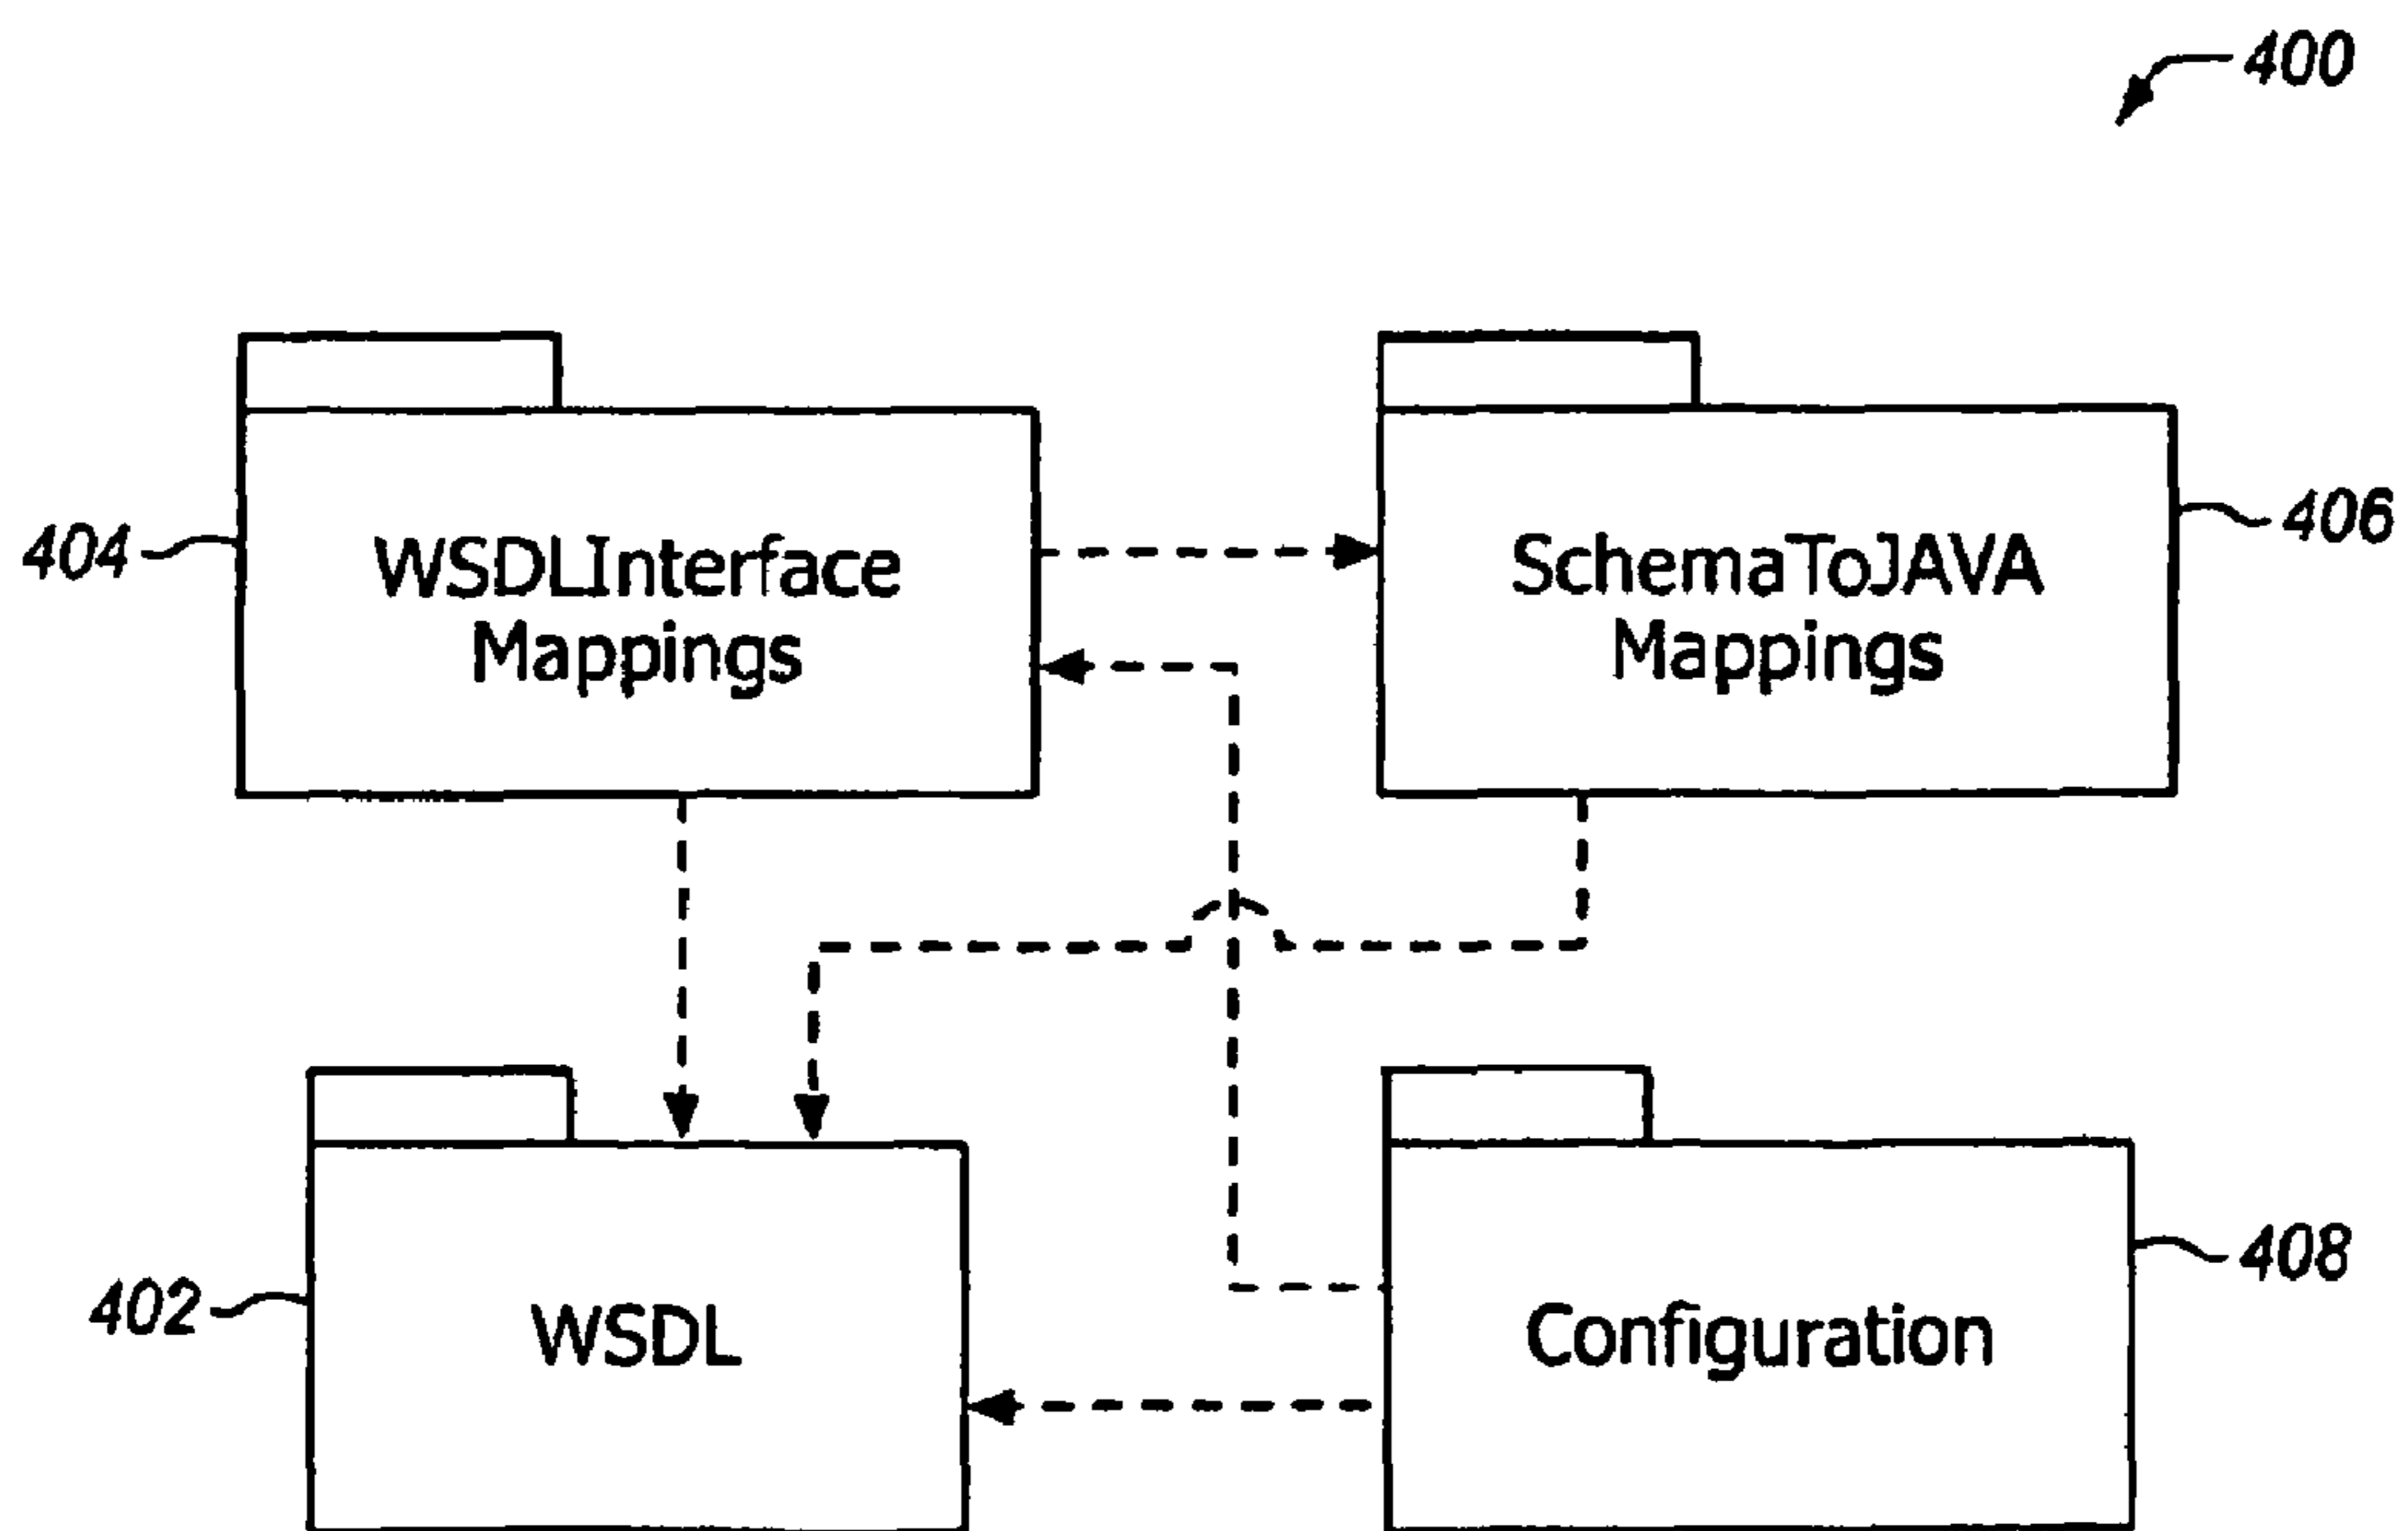 400
404
WSDLInterface
Mappings
SchemaToJAVA
Mappings
406
402
WSDL
Configuration
408